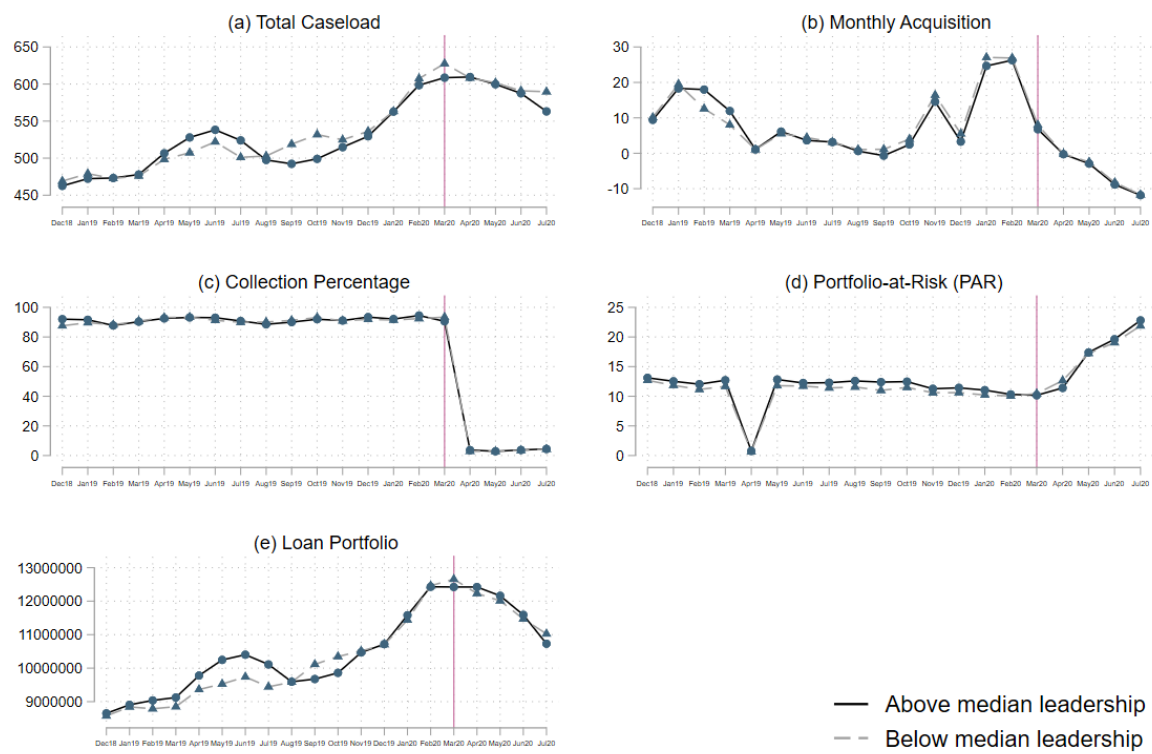 (a) Total Caseload
650
600
550
500
450
Dec18 Jan19 Feb19 Mar19 Apr19 May19 Jun19 Jul19 Aug19 Sep19 Oct19 Nov19 Dec19 Jan20 Feb20 Mar20 Apr20 May20 Jun20 Jul20
(b) Monthly Acquisition
30
20
10
0
-10
Dec18 Jan19 Feb19 Mar19 Apr19 May19 Jun19 Jul19 Aug19 Sep19 Oct19 Nov19 Dec19 Jan20 Feb20 Mar20 Apr20 May20 Jun20 Jul20
(c) Collection Percentage
100
80
60
40
20
0
Dec18 Jan19 Feb19 Mar19 Apr19 May19 Jun19 Jul19 Aug19 Sep19 Oct19 Nov19 Dec19 Jan20 Feb20 Mar20 Apr20 May20 Jun20 Jul20
(d) Portfolio-at-Risk (PAR)
25
20
15
10
5
0
Dec18 Jan19 Feb19 Mar19 Apr19 May19 Jun19 Jul19 Aug19 Sep19 Oct19 Nov19 Dec19 Jan20 Feb20 Mar20 Apr20 May20 Jun20 Jul20
(e) Loan Portfolio
13000000
12000000
11000000
10000000
9000000
Dec18 Jan19 Feb19 Mar19 Apr19 May19 Jun19 Jul19 Aug19 Sep19 Oct19 Nov19 Dec19 Jan20 Feb20 Mar20 Apr20 May20 Jun20 Jul20
Above median leadership
Below median leadership